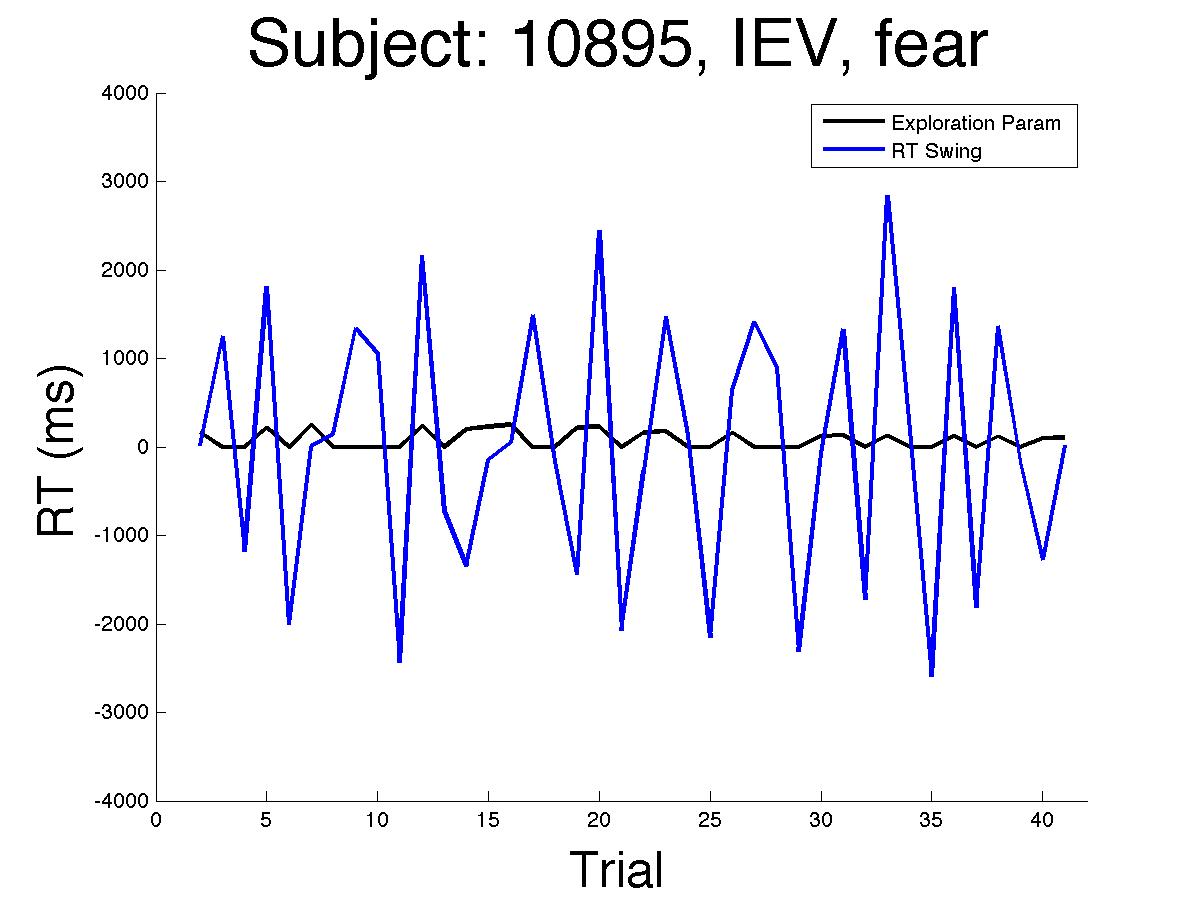 Subject: 10895, IEV, fear
Exploration Param
RT Swing
RT (ms)
4000
3000
2000
1000
0
-1000
-2000
-3000
-4000
0 5 10 15 20 25 30 35 40
Trial